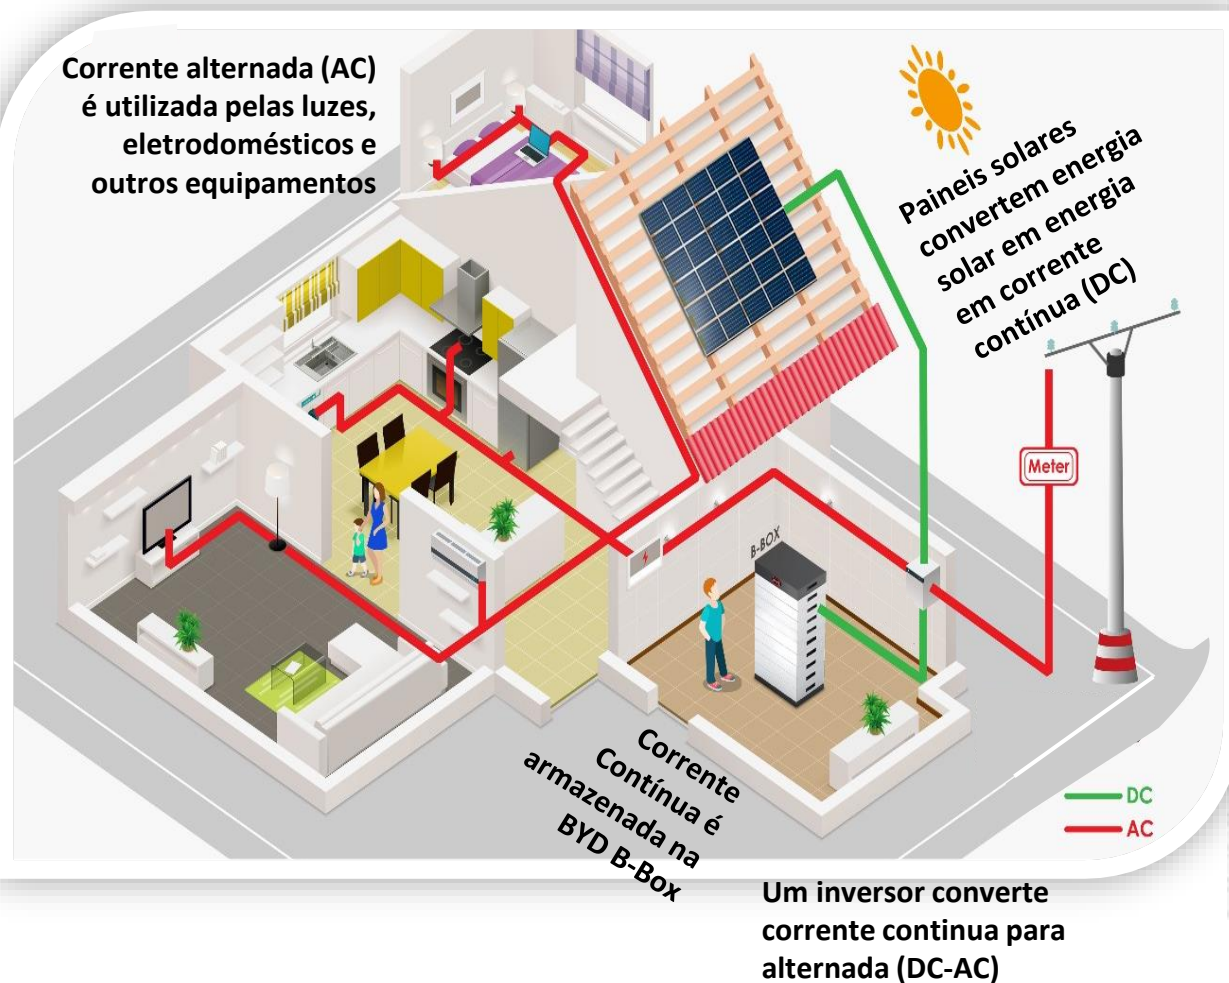 Corrente alternada (AC)
é utilizada pelas luzes,
eletrodomésticos e
outros equipamentos
Paineis solares
convertem energia
solar em energia
em corrente
contínua (DC)
Meter
B-BOX
Corrente
Contínua é
armazenada na
BYD B-Box
DC
AC
Um inversor converte
corrente continua para
alternada (DC-AC)